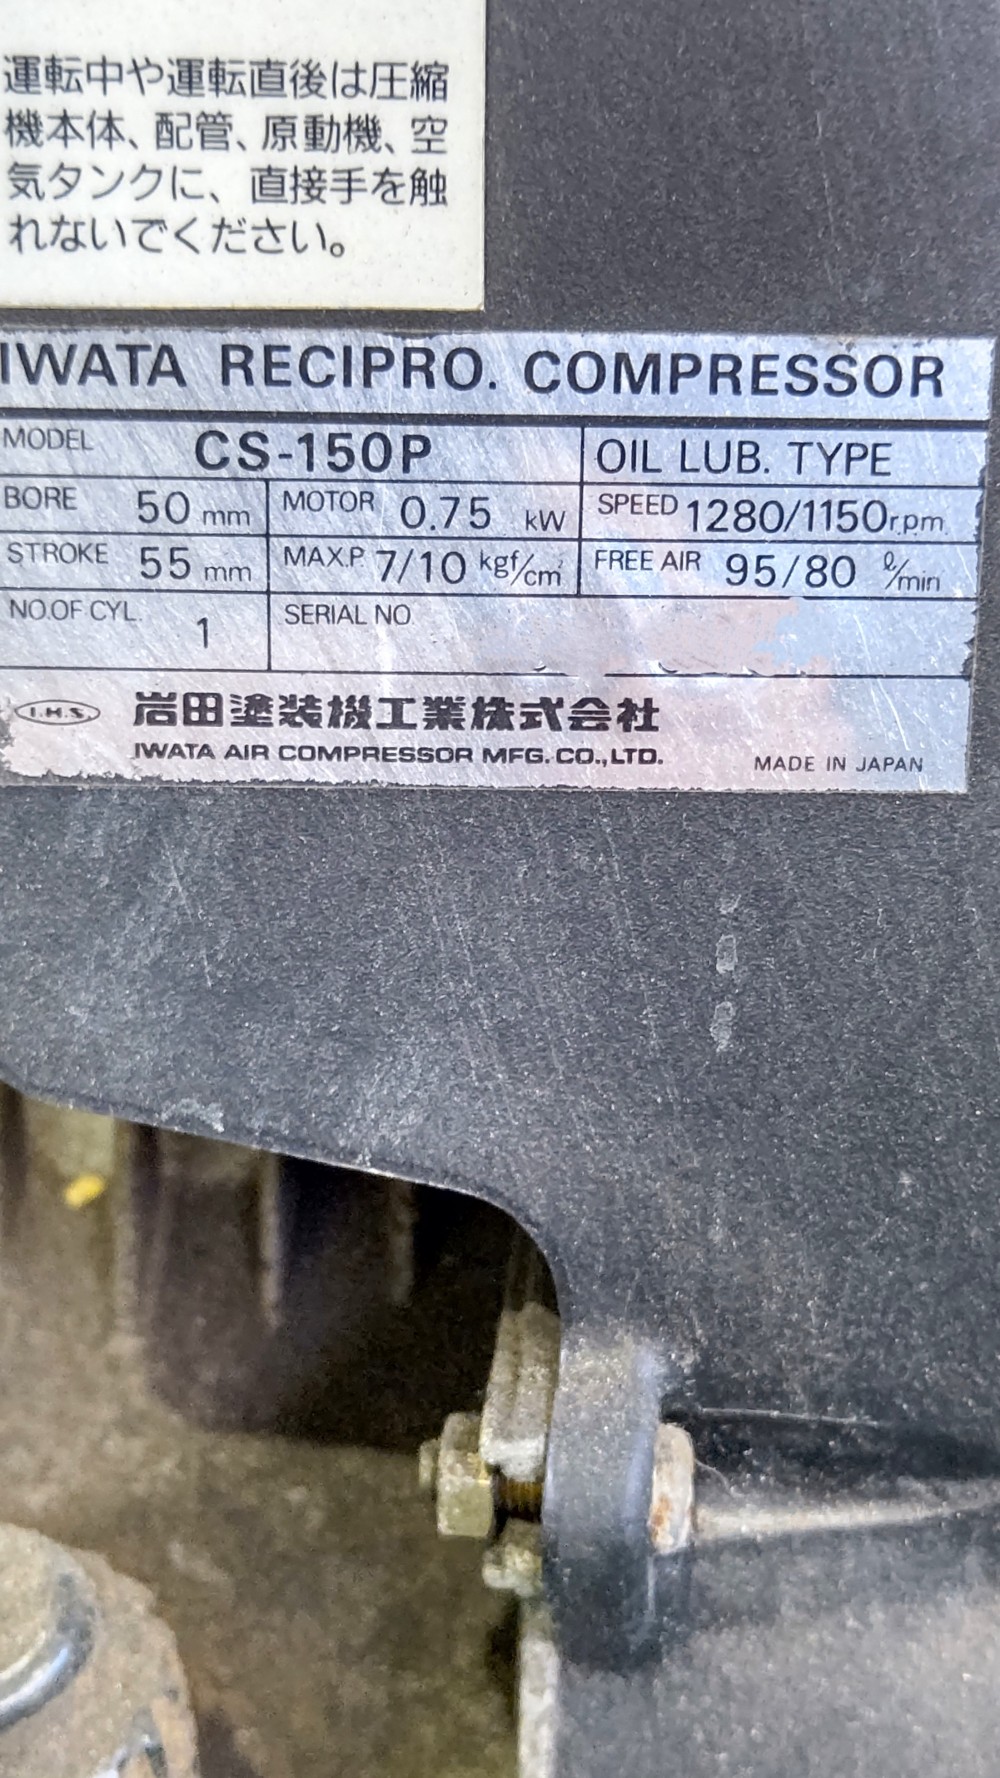 運転中や運転直後は圧縮
機本体、配管、原動機、空
気タンクに、直接手を触
れないでください。
IWATA RECIPRO. COMPRESSOR
MODEL CS-150P OIL LUB. TYPE
BORE 50 mm MOTOR 0.75 kW SPEED 1280/1150 r.p.m.
STROKE 55 mm MAX.P. 7/10 kgf/cm² FREE AIR 95/80 ℓ/min
NO.OF CYL. 1 SERIAL NO
I.H.S. 岩田塗装機工業株式会社
IWATA AIR COMPRESSOR MFG. CO.,LTD. MADE IN JAPAN